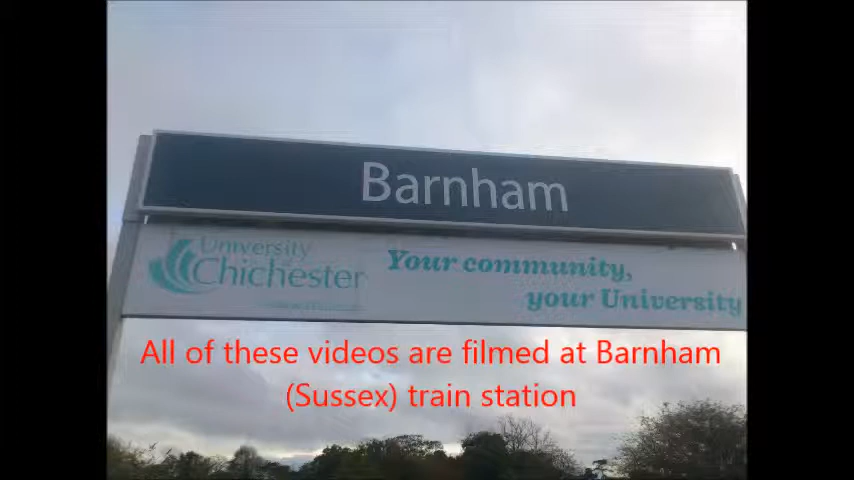 Barnham
University of
Chichester
Your community,
your University
All of these videos are filmed at Barnham
(Sussex) train station